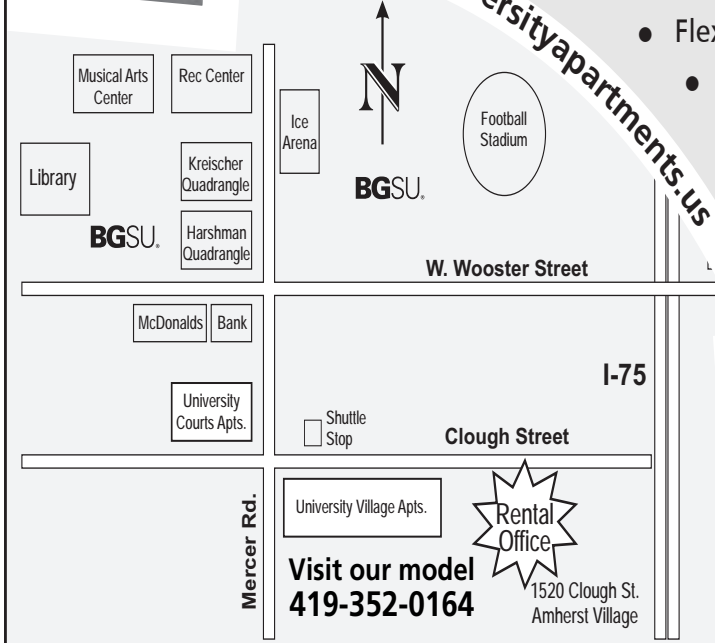 ersityapartments.us
• Flex
•
Musical Arts
Center
Rec Center
N
Ice
Arena
Football
Stadium
Library
Kreischer
Quadrangle
BGSU®
BGSU®
Harshman
Quadrangle
W. Wooster Street
McDonalds
Bank
I-75
University
Courts Apts.
Shuttle
Stop
Clough Street
Mercer Rd.
University Village Apts.
Rental
Office
Visit our model
419-352-0164
1520 Clough St.
Amherst Village